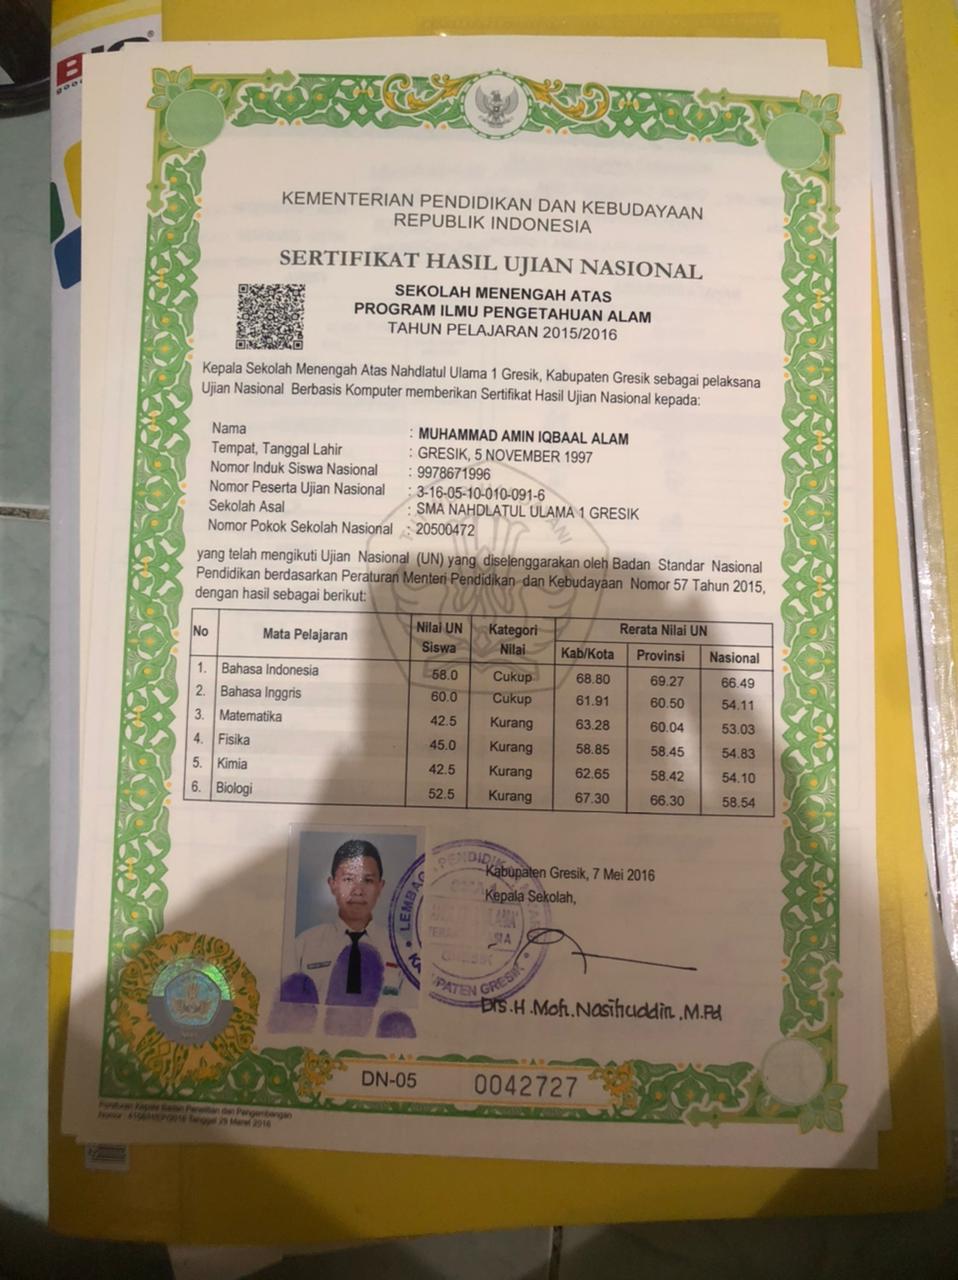 KEMENTERIAN PENDIDIKAN DAN KEBUDAYAAN
REPUBLIK INDONESIA
SERTIFIKAT HASIL UJIAN NASIONAL
SEKOLAH MENENGAH ATAS
PROGRAM ILMU PENGETAHUAN ALAM
TAHUN PELAJARAN 2015/2016
Kepala Sekolah Menengah Atas Nahdlatul Ulama 1 Gresik, Kabupaten Gresik sebagai pelaksana
Ujian Nasional Berbasis Komputer memberikan Sertifikat Hasil Ujian Nasional kepada:
Nama : MUHAMMAD AMIN IQBAAL ALAM
Tempat, Tanggal Lahir : GRESIK, 5 NOVEMBER 1997
Nomor Induk Siswa Nasional : 9978671996
Nomor Peserta Ujian Nasional : 3-16-05-10-010-091-6
Sekolah Asal : SMA NAHDLATUL ULAMA 1 GRESIK
Nomor Pokok Sekolah Nasional : 20500472
yang telah mengikuti Ujian Nasional (UN) yang diselenggarakan oleh Badan Standar Nasional
Pendidikan berdasarkan Peraturan Menteri Pendidikan dan Kebudayaan Nomor 57 Tahun 2015,
dengan hasil sebagai berikut:
No Mata Pelajaran Nilai UN Siswa Kategori Nilai Rerata Nilai UN
Kab/Kota Provinsi Nasional
1. Bahasa Indonesia 58.0 Cukup 68.80 69.27 66.49
2. Bahasa Inggris 60.0 Cukup 61.91 60.50 54.11
3. Matematika 42.5 Kurang 63.28 60.04 53.03
4. Fisika 45.0 Kurang 58.85 58.45 54.83
5. Kimia 42.5 Kurang 62.65 58.42 54.10
6. Biologi 52.5 Kurang 67.30 66.30 58.54
Kabupaten Gresik, 7 Mei 2016
Kepala Sekolah,
Drs.H.Moh.Nasihuddin.M.Pd
DN-05 0042727
Peraturan Kepala Badan Penelitian dan Pengembangan
Tanggal 29 Maret 2016